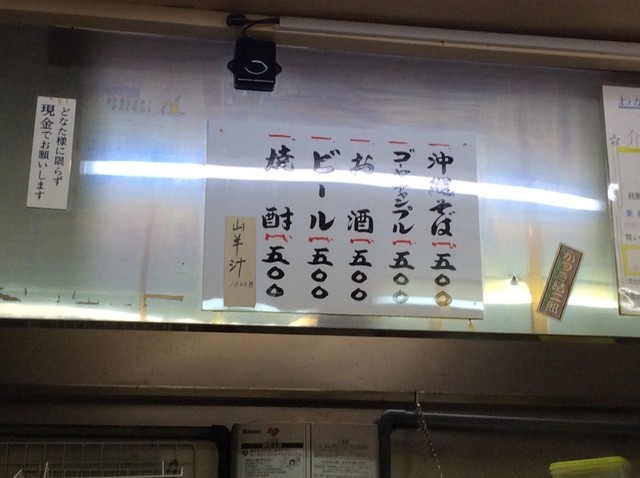 どなた様に限らず
現金でお願いします
一沖縄そば 五〇〇
一ゴーヤチャンプル 五〇〇
一お酒 五〇〇
一ビール 五〇〇
一焼酎 五〇〇
山羊汁
Rinnai